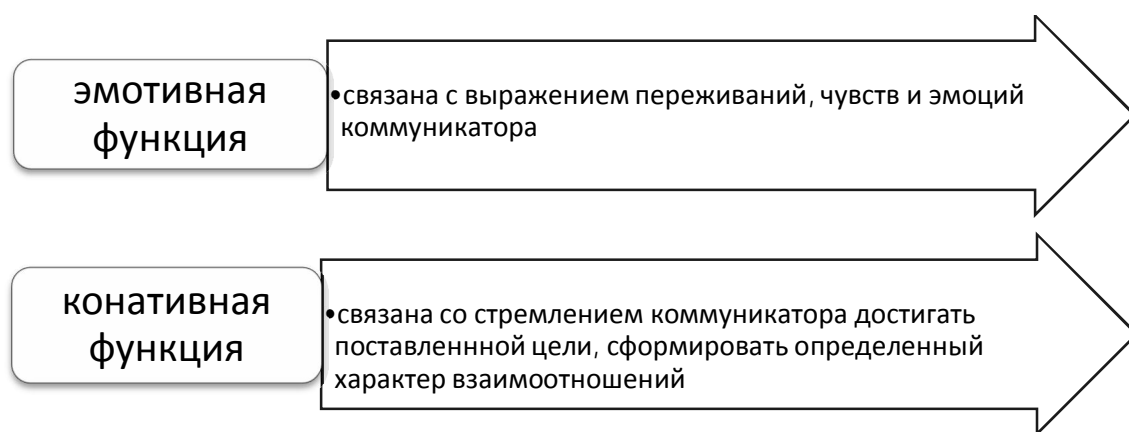 эмотивная
функция
•связана с выражением переживаний, чувств и эмоций
коммуникатора
конативная
функция
•связана со стремлением коммуникатора достигать
поставленнной цели, сформировать определенный
характер взаимоотношений